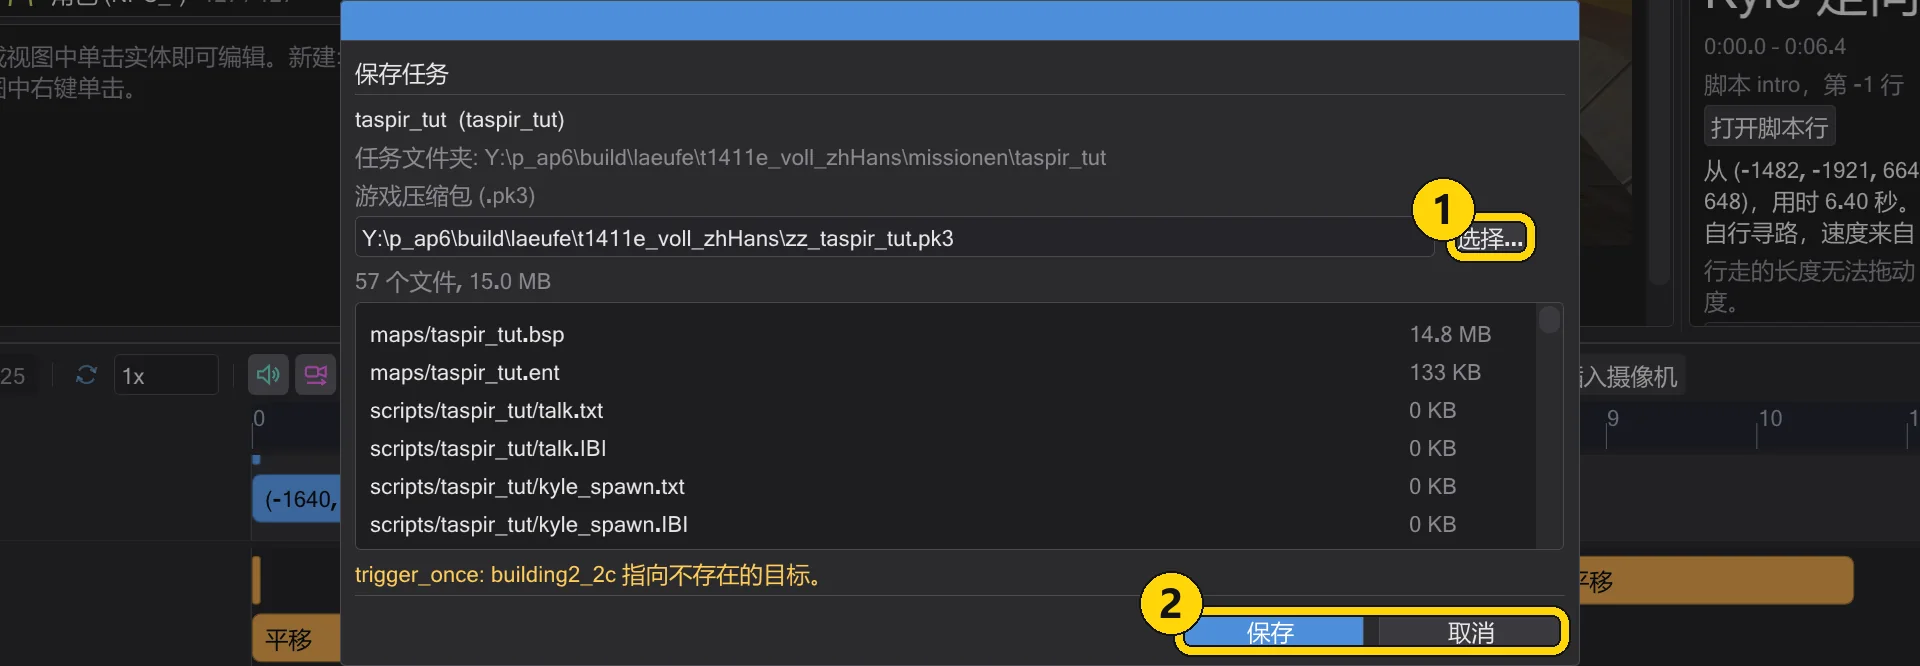 视图中单击实体即可编辑。新建:
图中右键单击。
25
1x
0
(-1640,
平移
保存任务
taspir_tut (taspir_tut)
任务文件夹: Y:\p_ap6\build\laeufe\t1411e_voll_zhHans\missionen\taspir_tut
游戏压缩包 (.pk3)
Y:\p_ap6\build\laeufe\t1411e_voll_zhHans\zz_taspir_tut.pk3
1
选择...
57 个文件, 15.0 MB
maps/taspir_tut.bsp 14.8 MB
maps/taspir_tut.ent 133 KB
scripts/taspir_tut/talk.txt 0 KB
scripts/taspir_tut/talk.IBI 0 KB
scripts/taspir_tut/kyle_spawn.txt 0 KB
scripts/taspir_tut/kyle_spawn.IBI 0 KB
trigger_once: building2_2c 指向不存在的目标。
2
保存 取消
Kyle 走向
0:00.0 - 0:06.4
脚本 intro，第 -1 行
打开脚本行
从 (-1482, -1921, 664
648)，用时 6.40 秒。
自行寻路，速度来自
行走的长度无法拖动
度。
入摄像机
9 10
平移